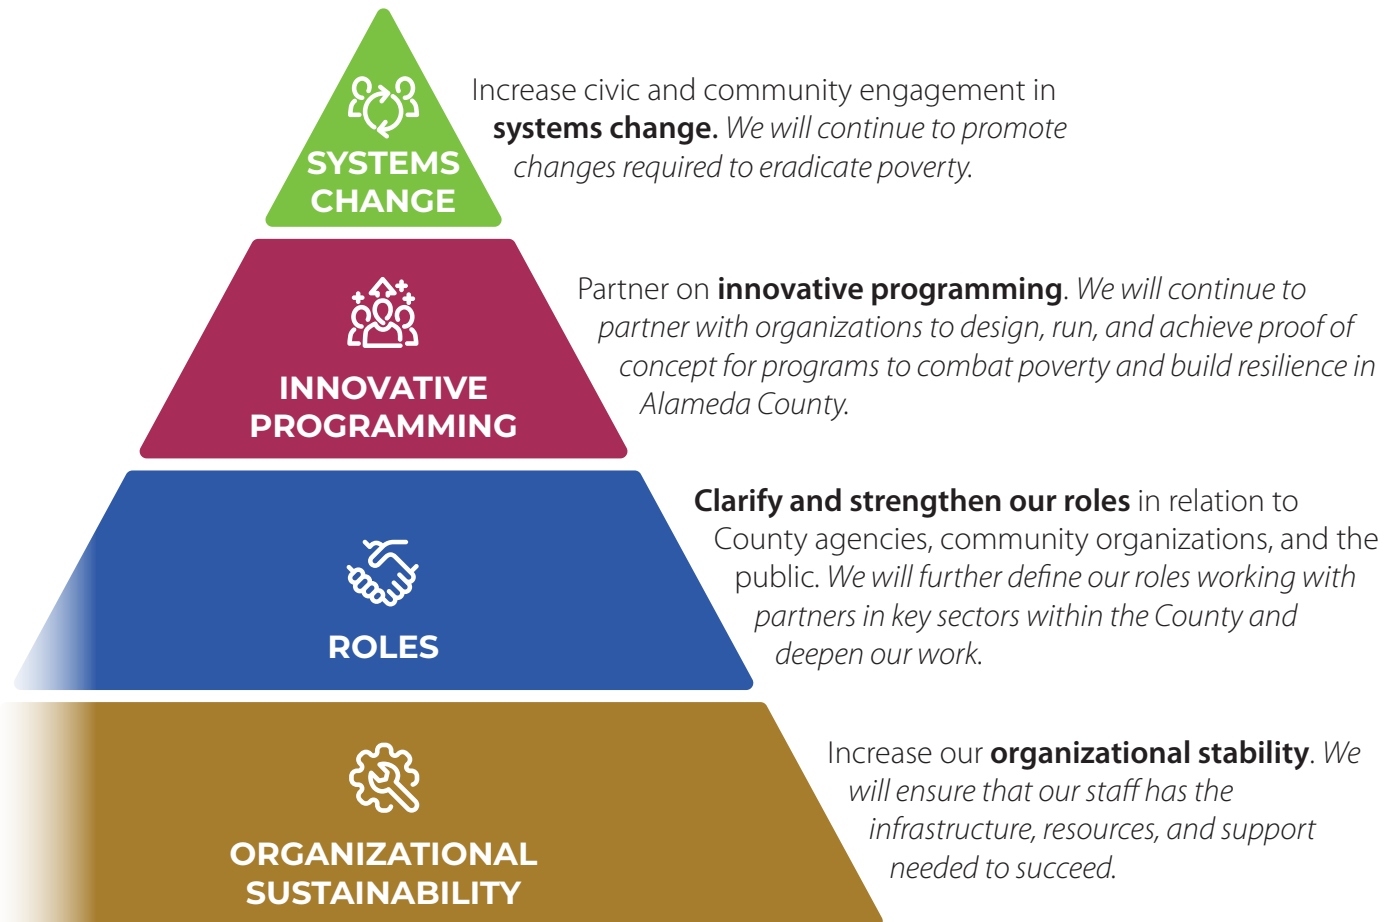 SYSTEMS
CHANGE
Increase civic and community engagement in
systems change. We will continue to promote
changes required to eradicate poverty.
INNOVATIVE
PROGRAMMING
Partner on innovative programming. We will continue to
partner with organizations to design, run, and achieve proof of
concept for programs to combat poverty and build resilience in
Alameda County.
ROLES
Clarify and strengthen our roles in relation to
County agencies, community organizations, and the
public. We will further define our roles working with
partners in key sectors within the County and
deepen our work.
ORGANIZATIONAL
SUSTAINABILITY
Increase our organizational stability. We
will ensure that our staff has the
infrastructure, resources, and support
needed to succeed.